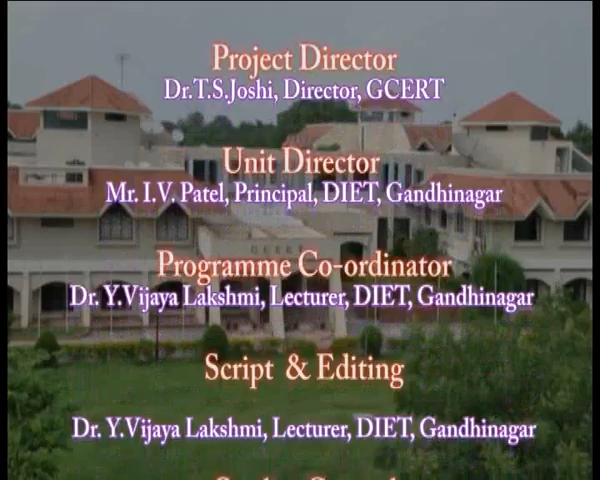 Project Director
Dr.T.S.Joshi, Director, GCERT
Unit Director
Mr. I.V. Patel, Principal, DIET, Gandhinagar
Programme Co-ordinator
Dr. Y.Vijaya Lakshmi, Lecturer, DIET, Gandhinagar
Script & Editing
Dr. Y.Vijaya Lakshmi, Lecturer, DIET, Gandhinagar